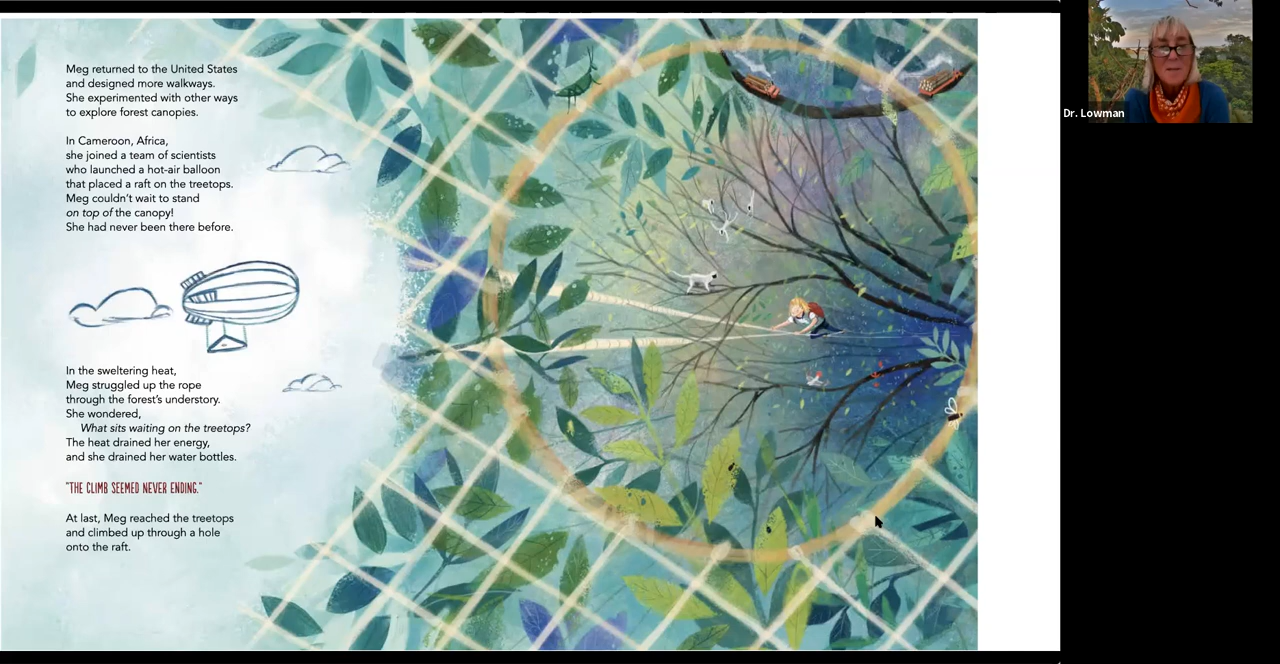 Meg returned to the United States
and designed more walkways.
She experimented with other ways
to explore forest canopies.
In Cameroon, Africa,
she joined a team of scientists
who launched a hot-air balloon
that placed a raft on the treetops.
Meg couldn't wait to stand
on top of the canopy!
She had never been there before.
In the sweltering heat,
Meg struggled up the rope
through the forest's understory.
She wondered,
What sits waiting on the treetops?
The heat drained her energy,
and she drained her water bottles.
"THE CLIMB SEEMED NEVER ENDING."
At last, Meg reached the treetops
and climbed up through a hole
onto the raft.
Dr. Lowman